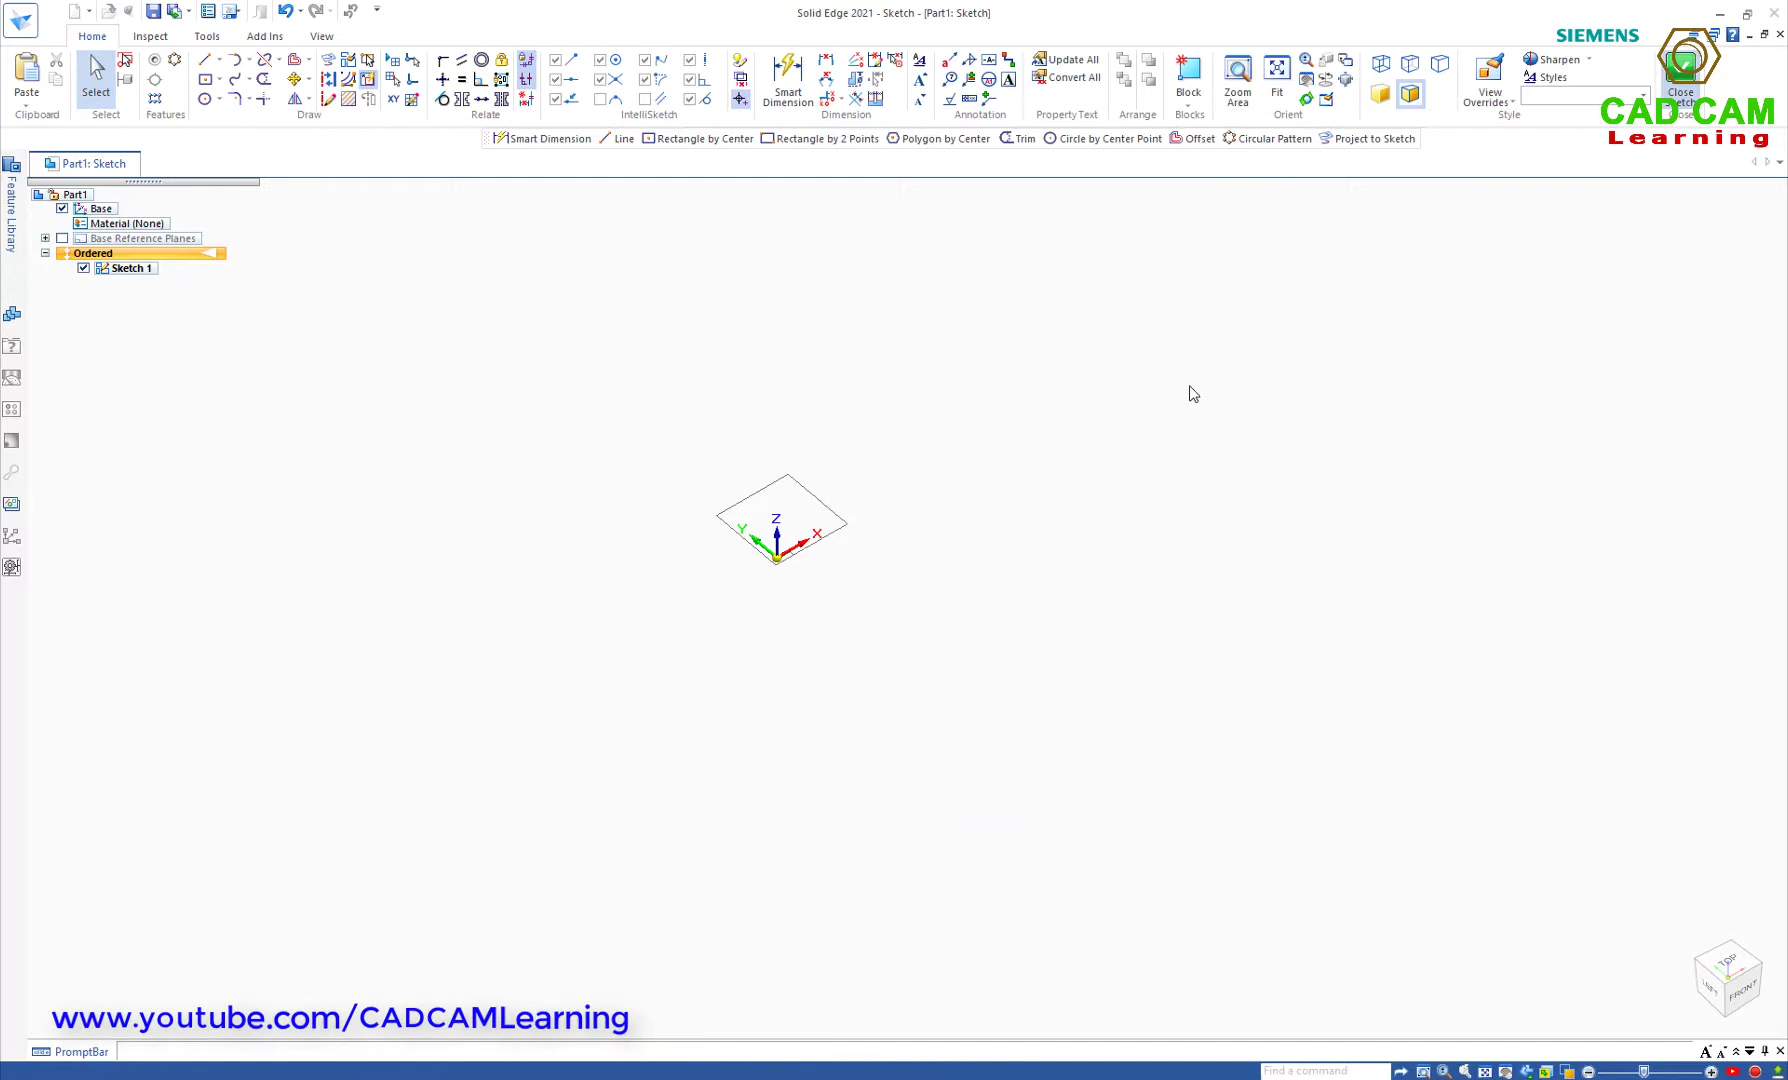 Solid Edge 2021 - Sketch - [Part1: Sketch]
Home Inspect Tools Add Ins View
SIEMENS
Paste
Select
Smart Dimension
Update All
Convert All
Block
Zoom Area
Fit
View Overrides
Sharpen
Styles
Close
Clipboard Select Features Draw Relate IntelliSketch Dimension Annotation Property Text Arrange Blocks Orient Style
CAD CAM
Learning
Smart Dimension Line Rectangle by Center Rectangle by 2 Points Polygon by Center Trim Circle by Center Point Offset Circular Pattern Project to Sketch
Part1: Sketch
Feature Library
Part1
Base
Material (None)
Base Reference Planes
Ordered
Sketch 1
Z
Y X
TOP
LEFT FRONT
www.youtube.com/CADCAMLearning
PromptBar
Find a command